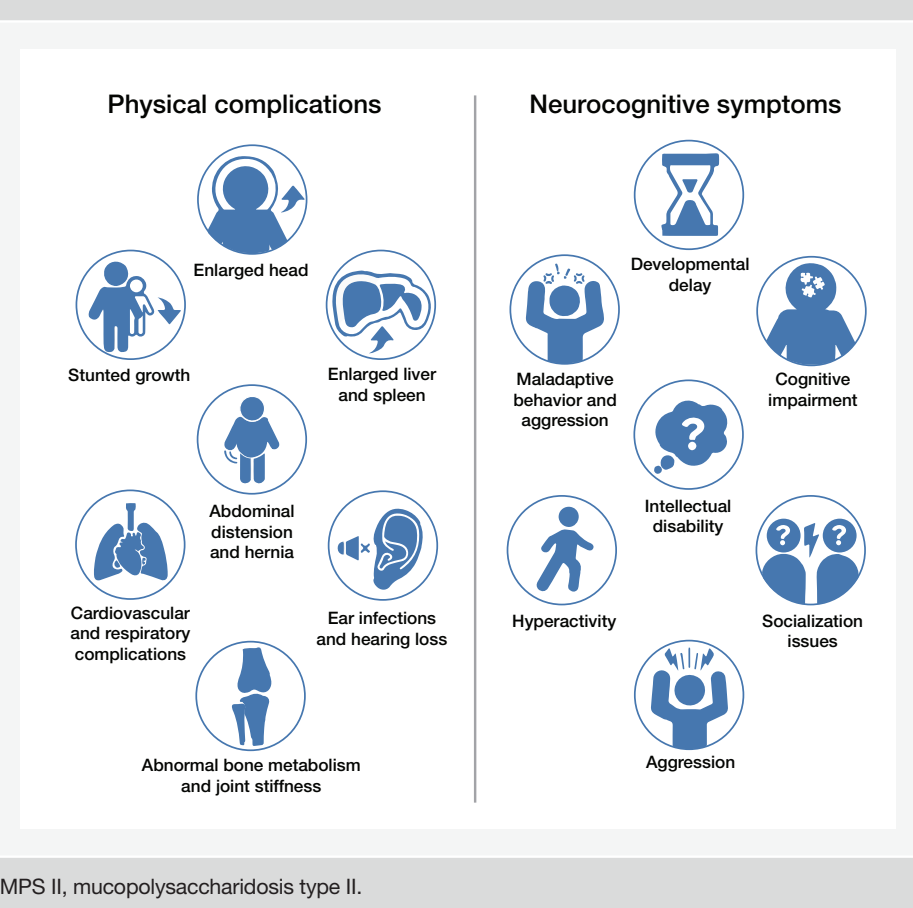 Physical complications
Enlarged head
Stunted growth
Enlarged liver
and spleen
Abdominal
distension
and hernia
Cardiovascular
and respiratory
complications
Ear infections
and hearing loss
Abnormal bone metabolism
and joint stiffness
Neurocognitive symptoms
Developmental
delay
Maladaptive
behavior and
aggression
Cognitive
impairment
?
Intellectual
disability
Hyperactivity
? ?
Socialization
issues
Aggression
MPS II, mucopolysaccharidosis type II.